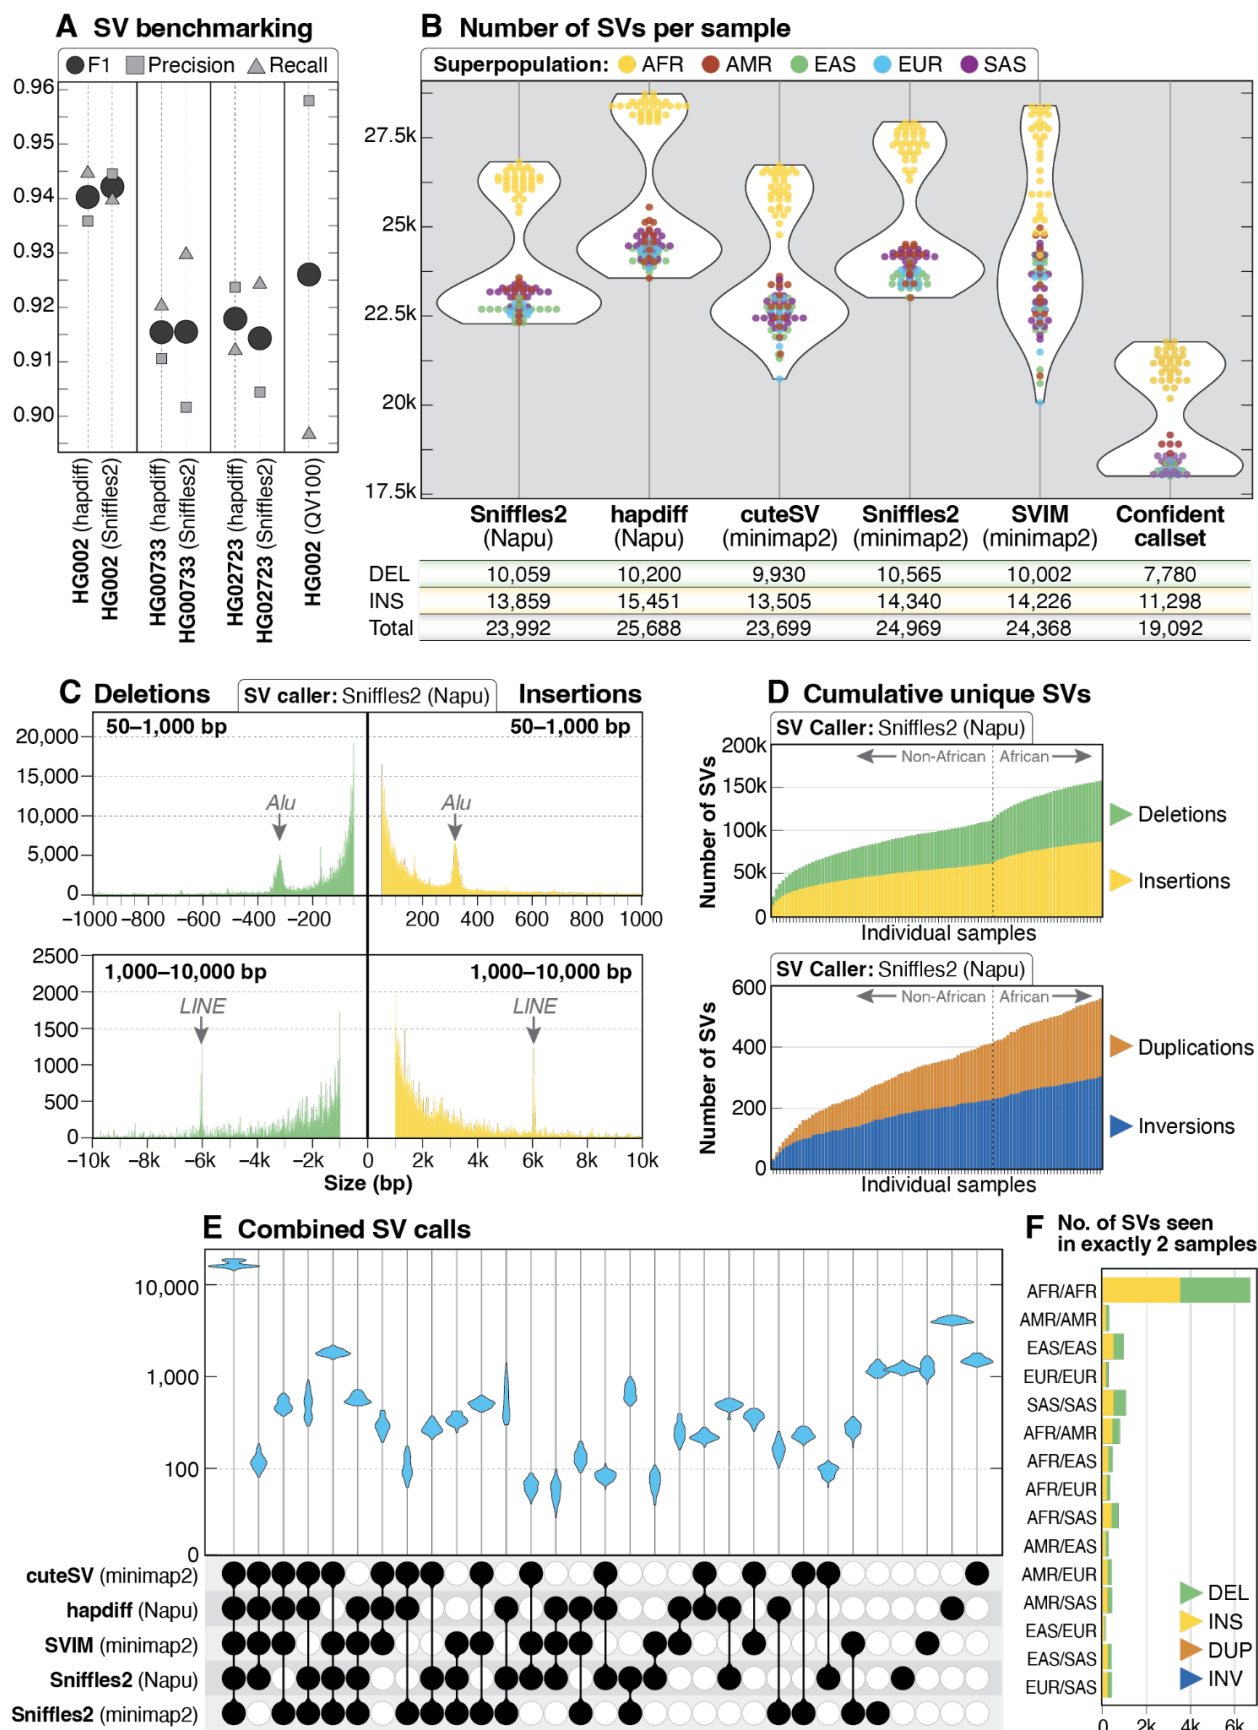 A SV benchmarking
F1 Precision Recall
0.96
0.95
0.94
0.93
0.92
0.91
0.90
HG002 (hapdiff)
HG002 (Sniffles2)
HG00733 (hapdiff)
HG00733 (Sniffles2)
HG02723 (hapdiff)
HG02723 (Sniffles2)
HG002 (QV100)
B Number of SVs per sample
Superpopulation: AFR AMR EAS EUR SAS
27.5k
25k
22.5k
20k
17.5k
Sniffles2 hapdiff cuteSV Sniffles2 SVIM Confident
(Napu) (Napu) (minimap2) (minimap2) (minimap2) callset
DEL 10,059 10,200 9,930 10,565 10,002 7,780
INS 13,859 15,451 13,505 14,340 14,226 11,298
Total 23,992 25,688 23,699 24,969 24,368 19,092
C Deletions SV caller: Sniffles2 (Napu) Insertions
50–1,000 bp 50–1,000 bp
20,000
15,000
10,000
5,000
0
Alu Alu
−1000 −800 −600 −400 −200 200 400 600 800 1000
1,000–10,000 bp 1,000–10,000 bp
2500
2000
1500
1000
500
0
LINE LINE
−10k −8k −6k −4k −2k 0 2k 4k 6k 8k 10k
Size (bp)
D Cumulative unique SVs
SV Caller: Sniffles2 (Napu)
Number of SVs
200k
150k
100k
50k
0
Non-African African
Deletions
Insertions
Individual samples
SV Caller: Sniffles2 (Napu)
Number of SVs
600
400
200
0
Non-African African
Duplications
Inversions
Individual samples
E Combined SV calls
10,000
1,000
100
0
cuteSV (minimap2)
hapdiff (Napu)
SVIM (minimap2)
Sniffles2 (Napu)
Sniffles2 (minimap2)
F No. of SVs seen
in exactly 2 samples
AFR/AFR
AMR/AMR
EAS/EAS
EUR/EUR
SAS/SAS
AFR/AMR
AFR/EAS
AFR/EUR
AFR/SAS
AMR/EAS
AMR/EUR
AMR/SAS
EAS/EUR
EAS/SAS
EUR/SAS
DEL
INS
DUP
INV
0 2k 4k 6k